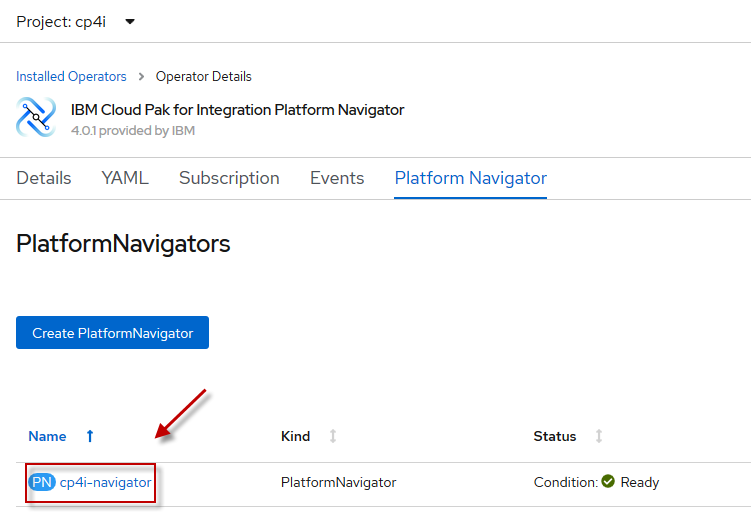 Project: cp4i
Installed Operators > Operator Details
IBM Cloud Pak for Integration Platform Navigator
4.0.1 provided by IBM
Details YAML Subscription Events Platform Navigator
PlatformNavigators
Create PlatformNavigator
Name Kind Status
PN cp4i-navigator PlatformNavigator Condition: Ready